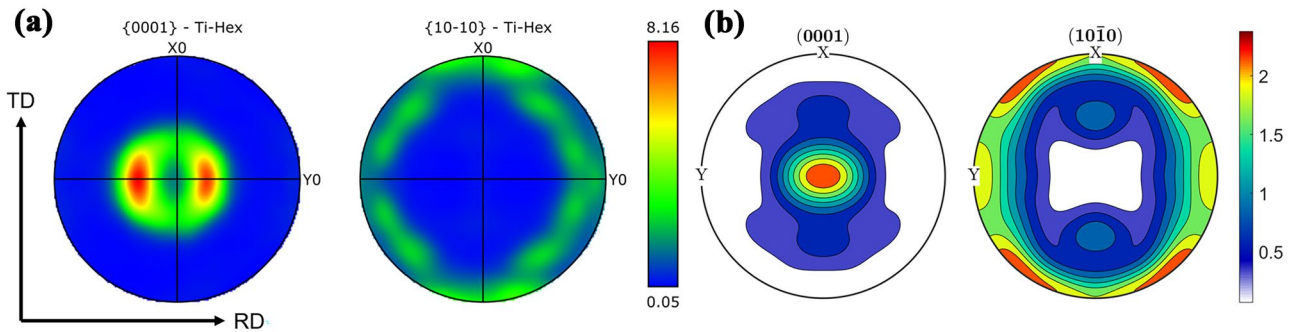 (a)
{0001} - Ti-Hex
X0
TD
RD
{10-10} - Ti-Hex
X0
Y0
Y0
8.16
0.05
(b)
(0001)
X
Y
(101̄0)
X
Y
2
1.5
1
0.5